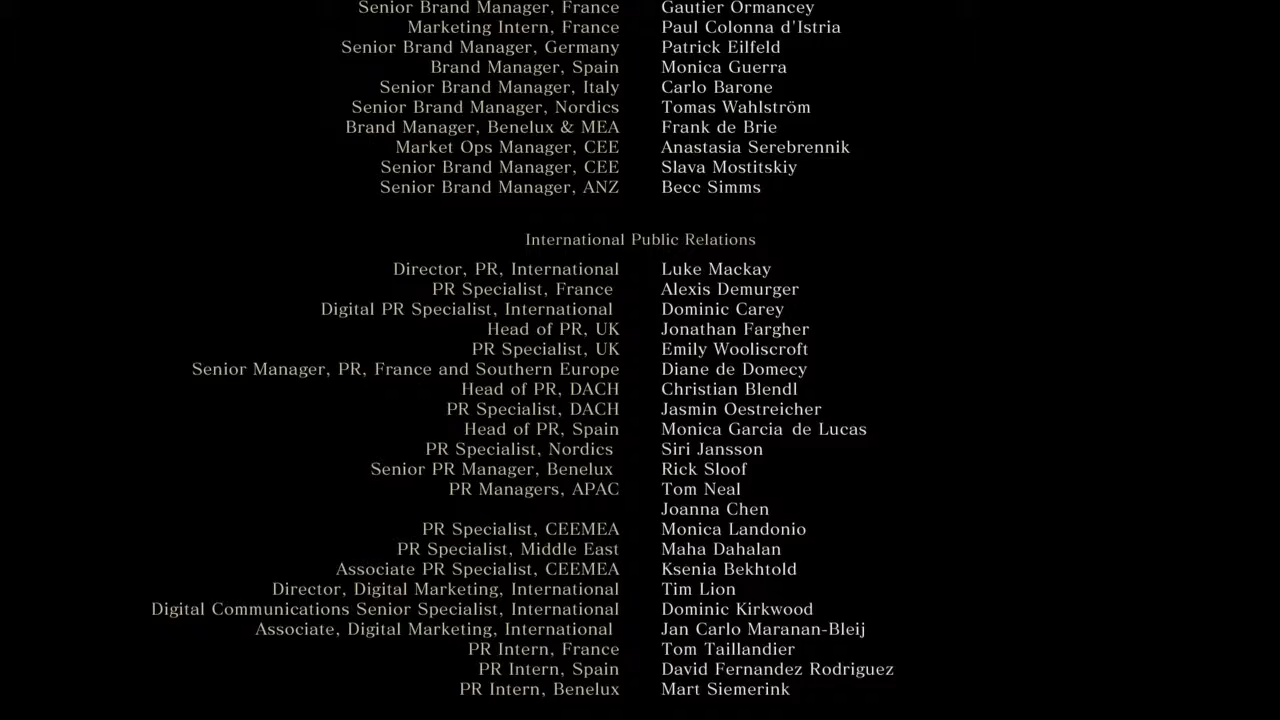 Senior Brand Manager, France Gautier Ormancey
Marketing Intern, France Paul Colonna d'Istria
Senior Brand Manager, Germany Patrick Eilfeld
Brand Manager, Spain Monica Guerra
Senior Brand Manager, Italy Carlo Barone
Senior Brand Manager, Nordics Tomas Wahlström
Brand Manager, Benelux & MEA Frank de Brie
Market Ops Manager, CEE Anastasia Serebrennik
Senior Brand Manager, CEE Slava Mostitskiy
Senior Brand Manager, ANZ Becc Simms
International Public Relations
Director, PR, International Luke Mackay
PR Specialist, France Alexis Demurger
Digital PR Specialist, International Dominic Carey
Head of PR, UK Jonathan Fargher
PR Specialist, UK Emily Wooliscroft
Senior Manager, PR, France and Southern Europe Diane de Domecy
Head of PR, DACH Christian Blendl
PR Specialist, DACH Jasmin Oestreicher
Head of PR, Spain Monica Garcia de Lucas
PR Specialist, Nordics Siri Jansson
Senior PR Manager, Benelux Rick Sloof
PR Managers, APAC Tom Neal
Joanna Chen
PR Specialist, CEEMEA Monica Landonio
PR Specialist, Middle East Maha Dahalan
Associate PR Specialist, CEEMEA Ksenia Bekhtold
Director, Digital Marketing, International Tim Lion
Digital Communications Senior Specialist, International Dominic Kirkwood
Associate, Digital Marketing, International Jan Carlo Maranan-Bleij
PR Intern, France Tom Taillandier
PR Intern, Spain David Fernandez Rodriguez
PR Intern, Benelux Mart Siemerink